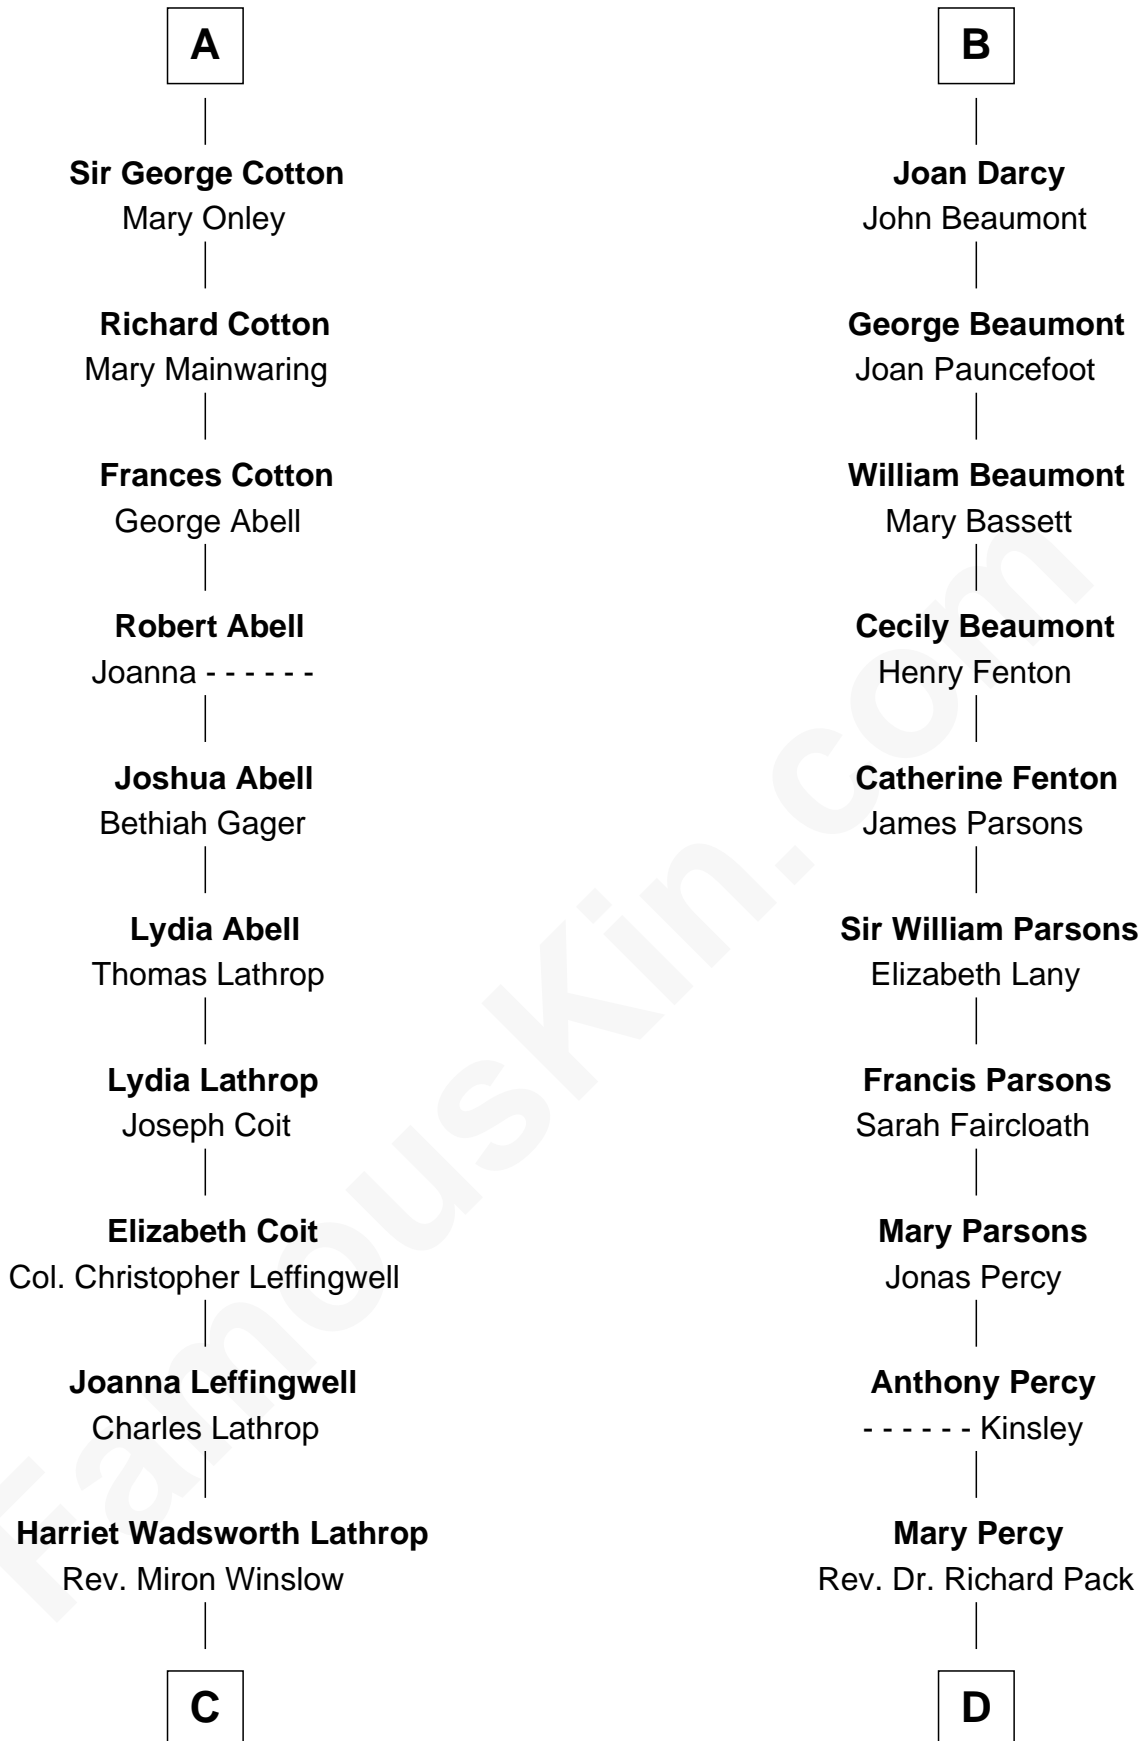 A
Sir George Cotton
Mary Onley
Richard Cotton
Mary Mainwaring
Frances Cotton
George Abell
Robert Abell
Joanna - - - - - -
Joshua Abell
Bethiah Gager
Lydia Abell
Thomas Lathrop
Lydia Lathrop
Joseph Coit
Elizabeth Coit
Col. Christopher Leffingwell
Joanna Leffingwell
Charles Lathrop
Harriet Wadsworth Lathrop
Rev. Miron Winslow
C
B
Joan Darcy
John Beaumont
George Beaumont
Joan Pauncefoot
William Beaumont
Mary Bassett
Cecily Beaumont
Henry Fenton
Catherine Fenton
James Parsons
Sir William Parsons
Elizabeth Lany
Francis Parsons
Sarah Faircloath
Mary Parsons
Jonas Percy
Anthony Percy
- - - - - - Kinsley
Mary Percy
Rev. Dr. Richard Pack
D
FamousKin.com